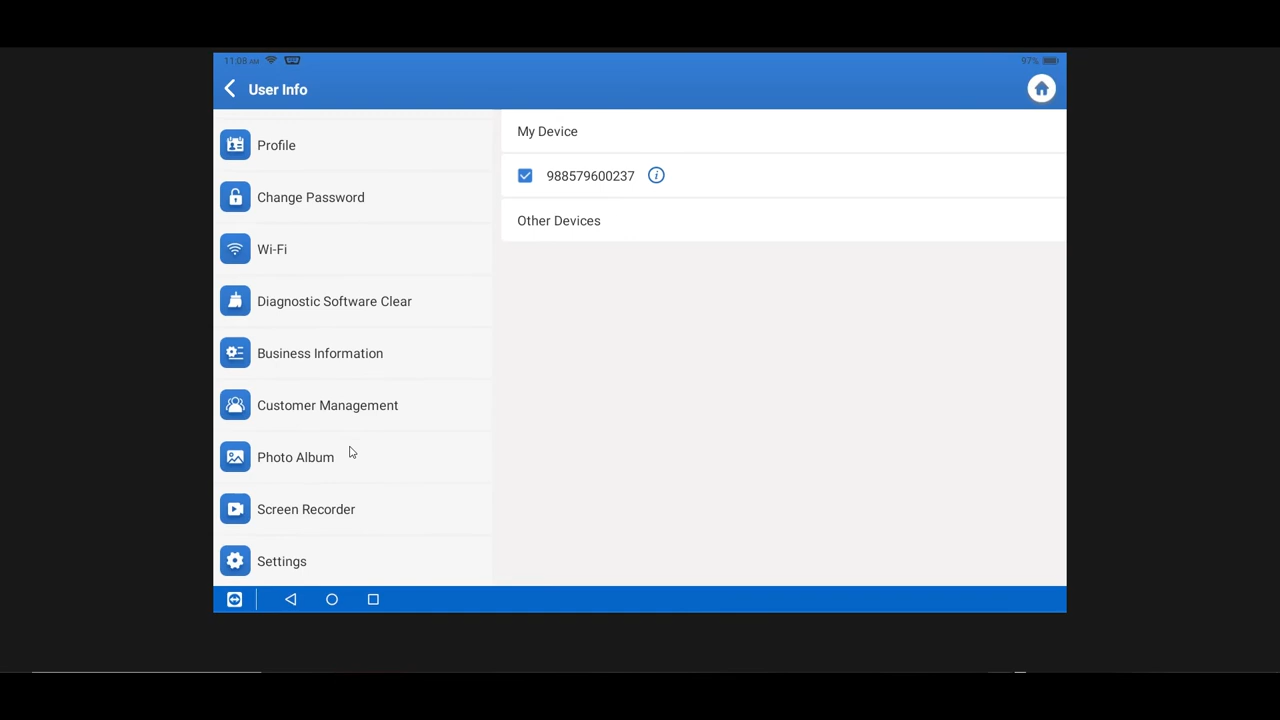 11:08 AM
97%
User Info
Profile
Change Password
Wi-Fi
Diagnostic Software Clear
Business Information
Customer Management
Photo Album
Screen Recorder
Settings
My Device
988579600237
Other Devices